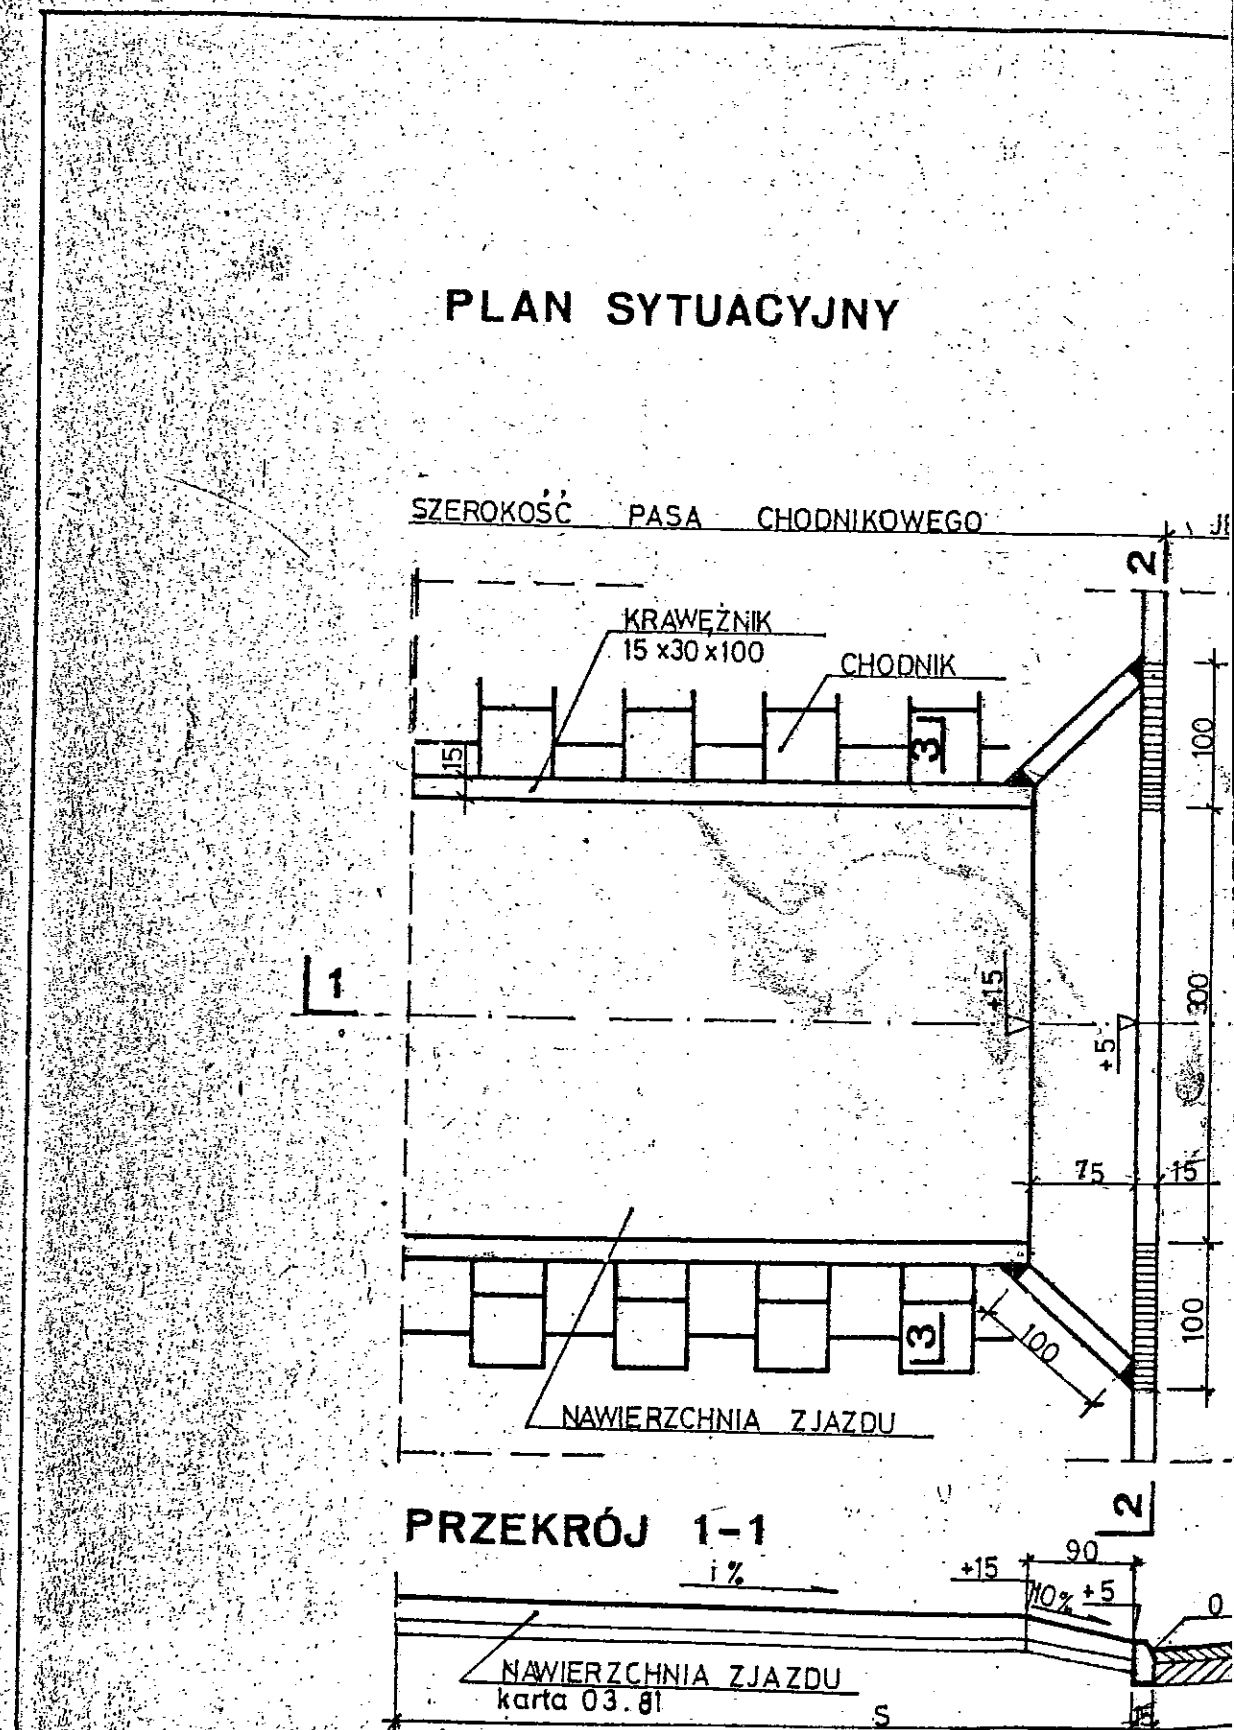 PLAN SYTUACYJNY
SZEROKOŚĆ PASA CHODNIKOWEGO
2
KRAWĘŻNIK
15 x30 x100
CHODNIK
3
15
100
1
+15
+5
300
75
15
3
100
100
NAWIERZCHNIA ZJAZDU
2
PRZEKRÓJ 1-1
i %
+15
90
10% +5
0
NAWIERZCHNIA ZJAZDU
karta 03.81
S
15